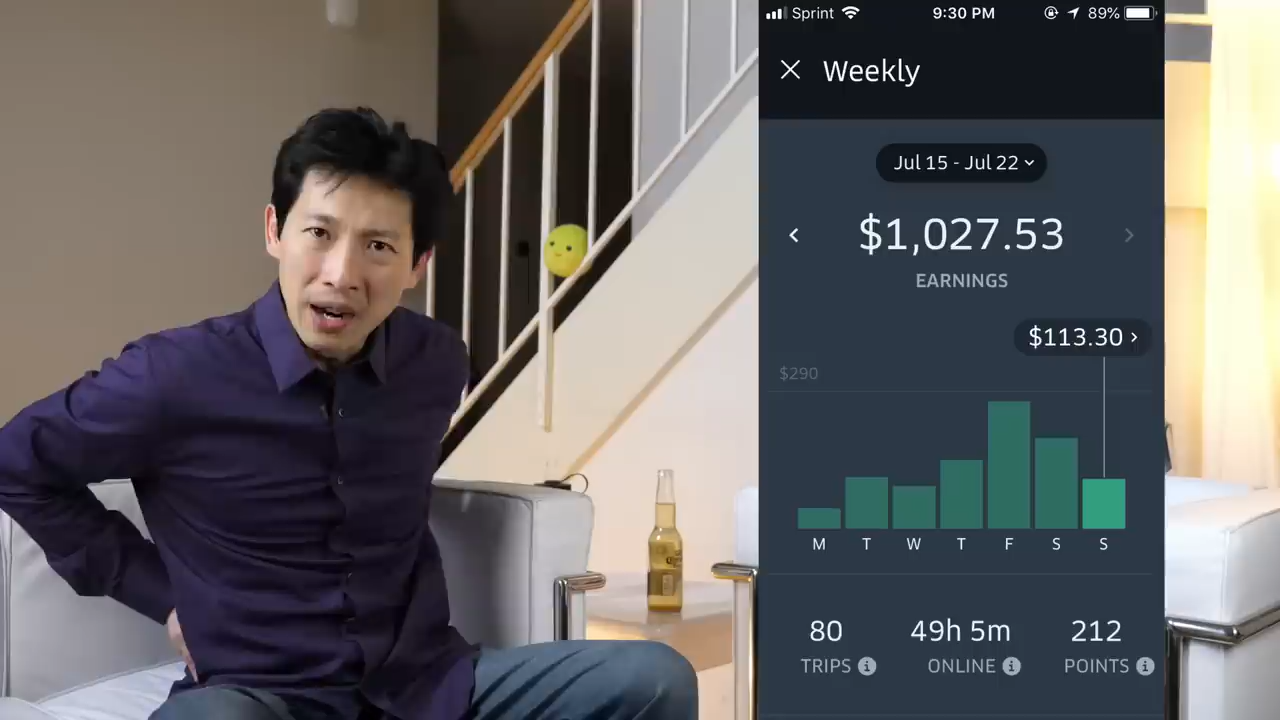 Sprint 9:30 PM 89%
Weekly
Jul 15 - Jul 22
$1,027.53
EARNINGS
$113.30
$290
M T W T F S S
80 49h 5m 212
TRIPS ONLINE POINTS